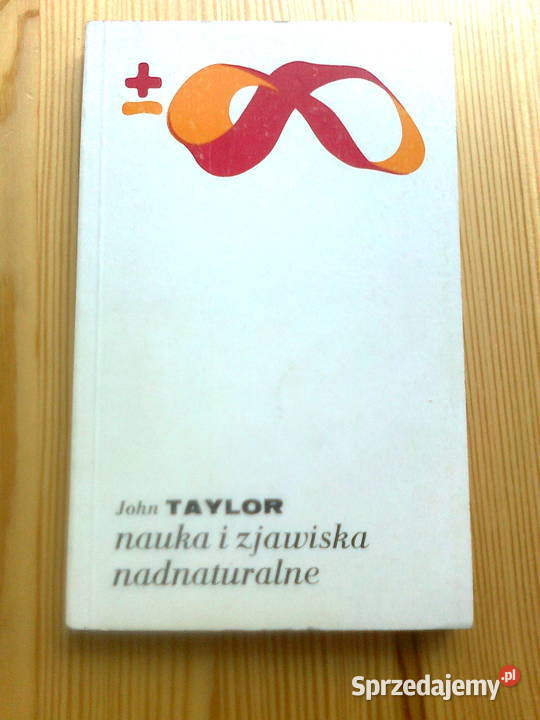 ±
John TAYLOR
nauka i zjawiska
nadnaturalne
Sprzedajemy.pl